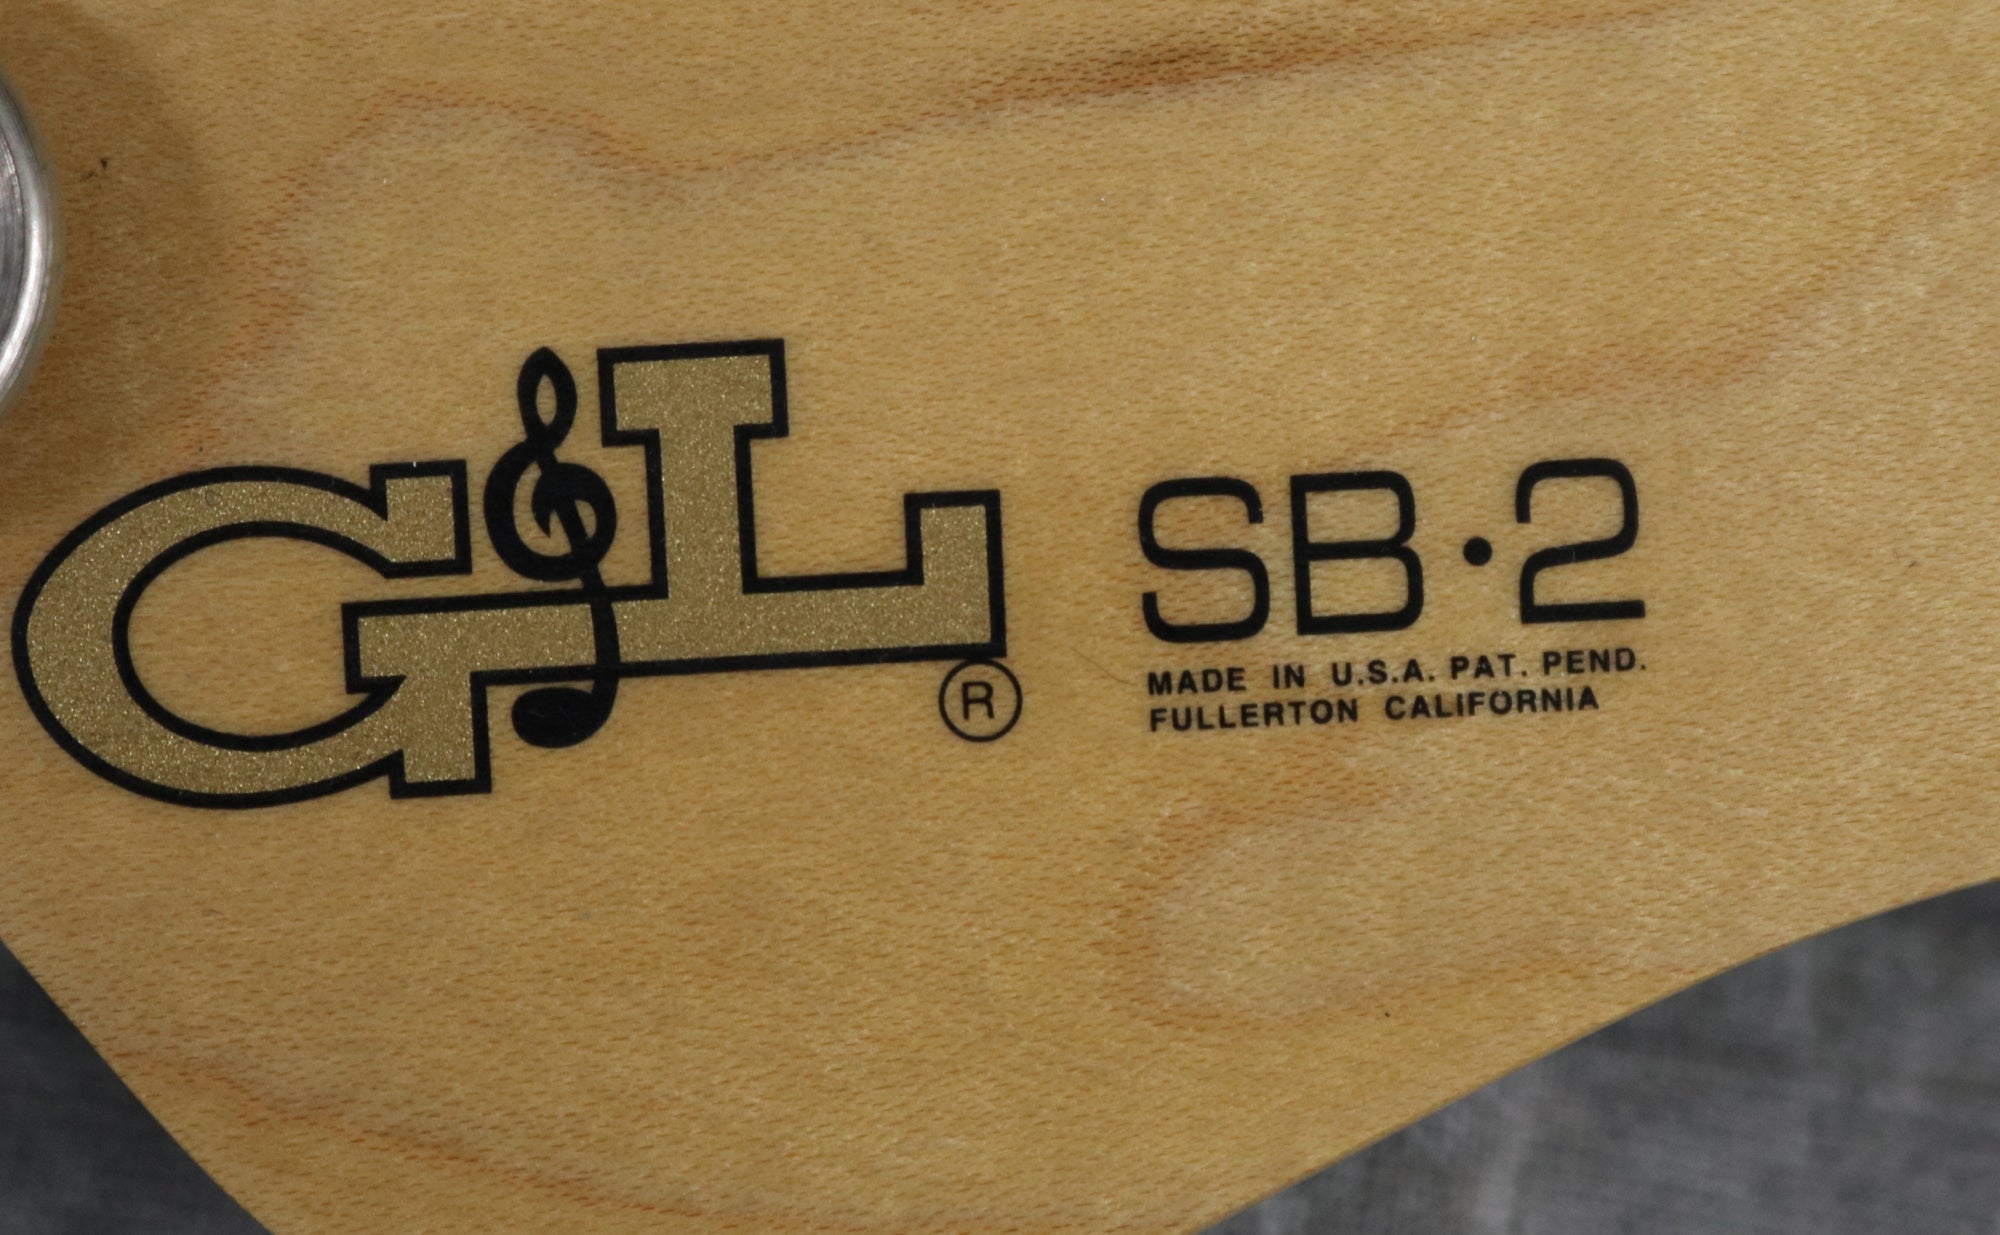 G&L®
SB·2
MADE IN U.S.A. PAT. PEND.
FULLERTON CALIFORNIA